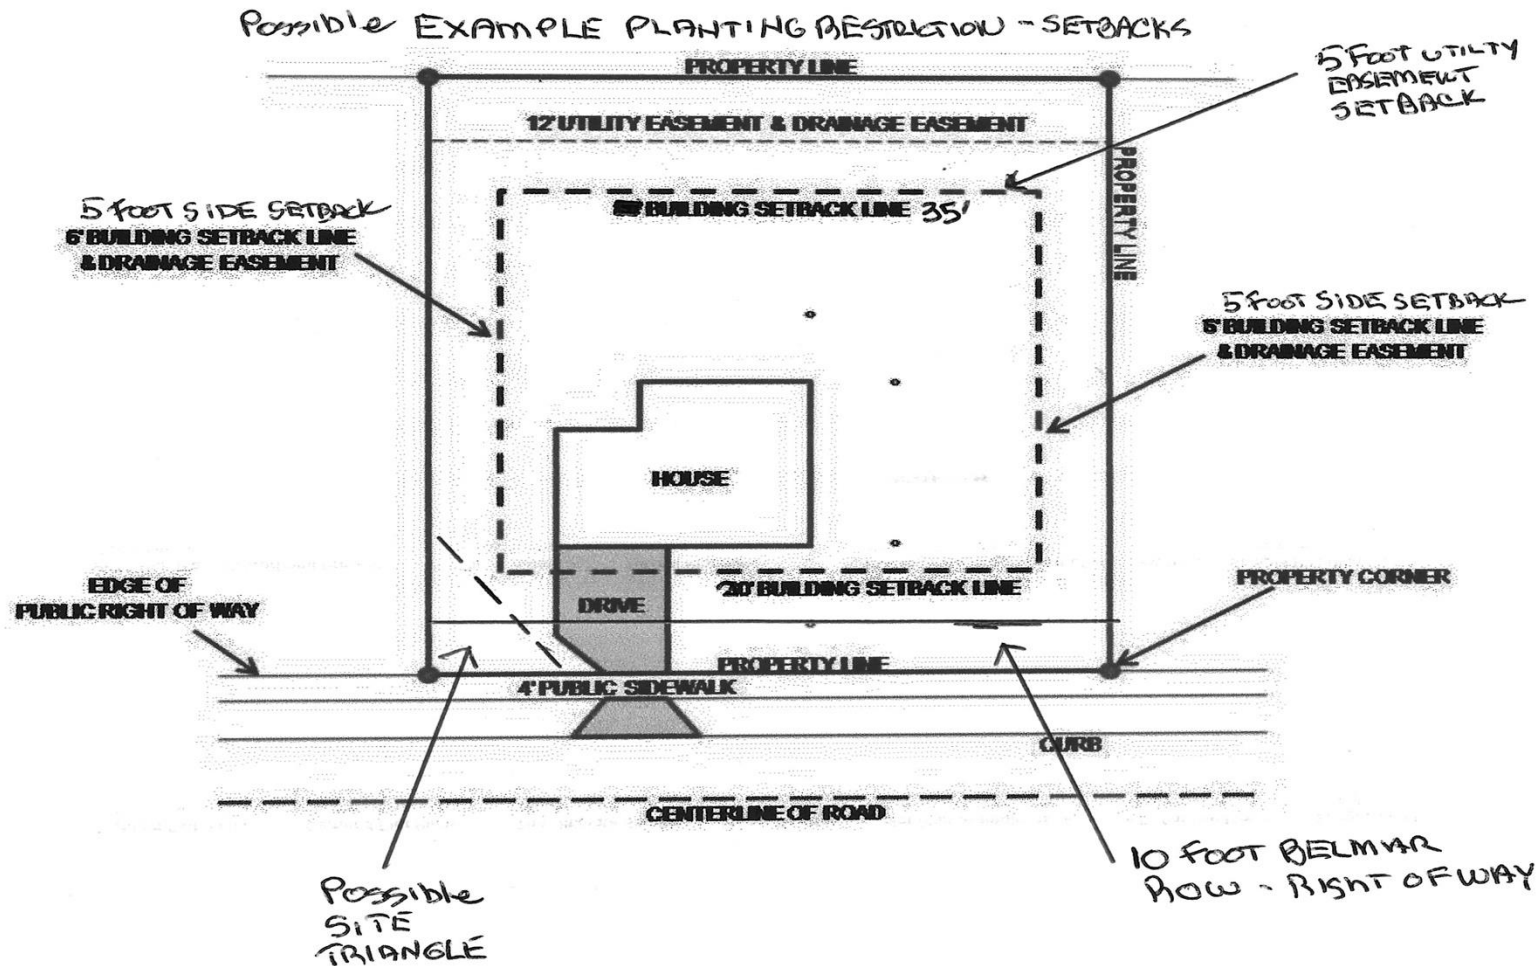 Possible EXAMPLE PLANTING RESTRICTION - SETBACKS
PROPERTY LINE
5 FOOT UTILTY
EASEMENT
SETBACK
12' UTILITY EASEMENT & DRAINAGE EASEMENT
PROPERTY LINE
BUILDING SETBACK LINE 35'
5 FOOT SIDE SETBACK
6' BUILDING SETBACK LINE
& DRAINAGE EASEMENT
5 FOOT SIDE SETBACK
6' BUILDING SETBACK LINE
& DRAINAGE EASEMENT
HOUSE
EDGE OF
PUBLIC RIGHT OF WAY
20' BUILDING SETBACK LINE
PROPERTY CORNER
DRIVE
PROPERTY LINE
4' PUBLIC SIDEWALK
CURB
CENTERLINE OF ROAD
10 FOOT BELMAR
ROW - RIGHT OF WAY
Possible
SITE
TRIANGLE